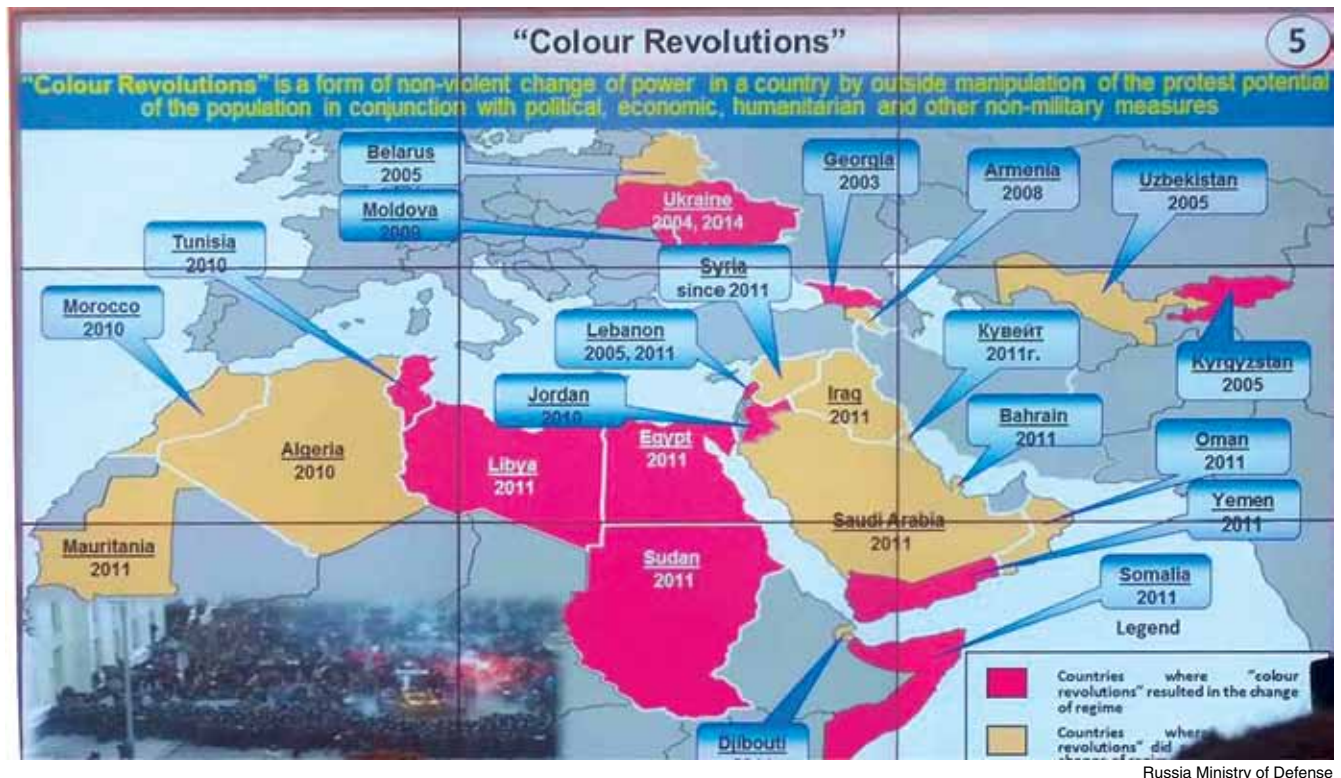 "Colour Revolutions"
5
"Colour Revolutions" is a form of non-violent change of power in a country by outside manipulation of the protest potential
of the population in conjunction with political, economic, humanitarian and other non-military measures
Belarus
2005
Georgia
2003
Armenia
2008
Uzbekistan
2005
Moldova
2009
Ukraine
2004, 2014
Tunisia
2010
Syria
since 2011
Morocco
2010
Lebanon
2005, 2011
Кувейт
2011г.
Kyrgyzstan
2005
Jordan
2010
Iraq
2011
Bahrain
2011
Algeria
2010
Libya
2011
Egypt
2011
Oman
2011
Yemen
2011
Mauritania
2011
Sudan
2011
Saudi Arabia
2011
Somalia
2011
Djibouti
Legend
Countries where "colour
revolutions" resulted in the change
of regime
Countries
revolutions" did
change of
Russia Ministry of Defense